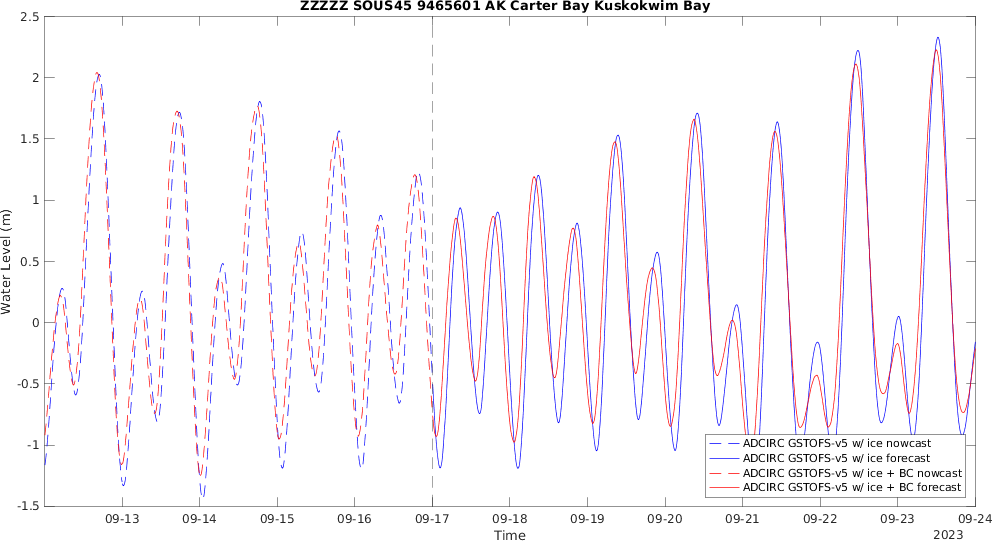 ZZZZZ SOUS45 9465601 AK Carter Bay Kuskokwim Bay
2.5
2
1.5
1
0.5
0
-0.5
-1
-1.5
Water Level (m)
ADCIRC GSTOFS-v5 w/ ice nowcast
ADCIRC GSTOFS-v5 w/ ice forecast
ADCIRC GSTOFS-v5 w/ ice + BC nowcast
ADCIRC GSTOFS-v5 w/ ice + BC forecast
09-13 09-14 09-15 09-16 09-17 09-18 09-19 09-20 09-21 09-22 09-23 09-24
Time
2023